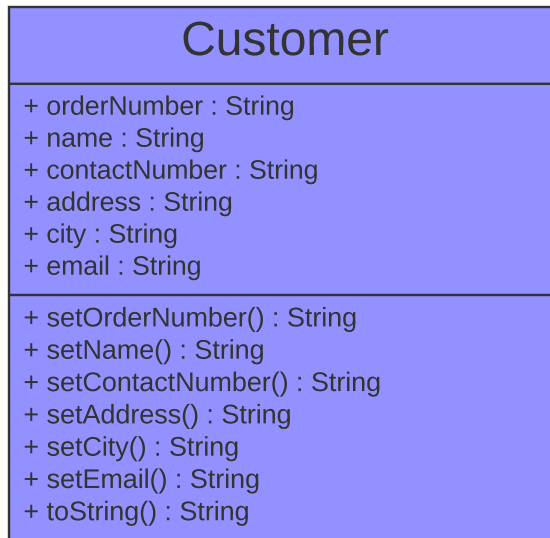 Customer
+ orderNumber : String
+ name : String
+ contactNumber : String
+ address : String
+ city : String
+ email : String
+ setOrderNumber() : String
+ setName() : String
+ setContactNumber() : String
+ setAddress() : String
+ setCity() : String
+ setEmail() : String
+ toString() : String